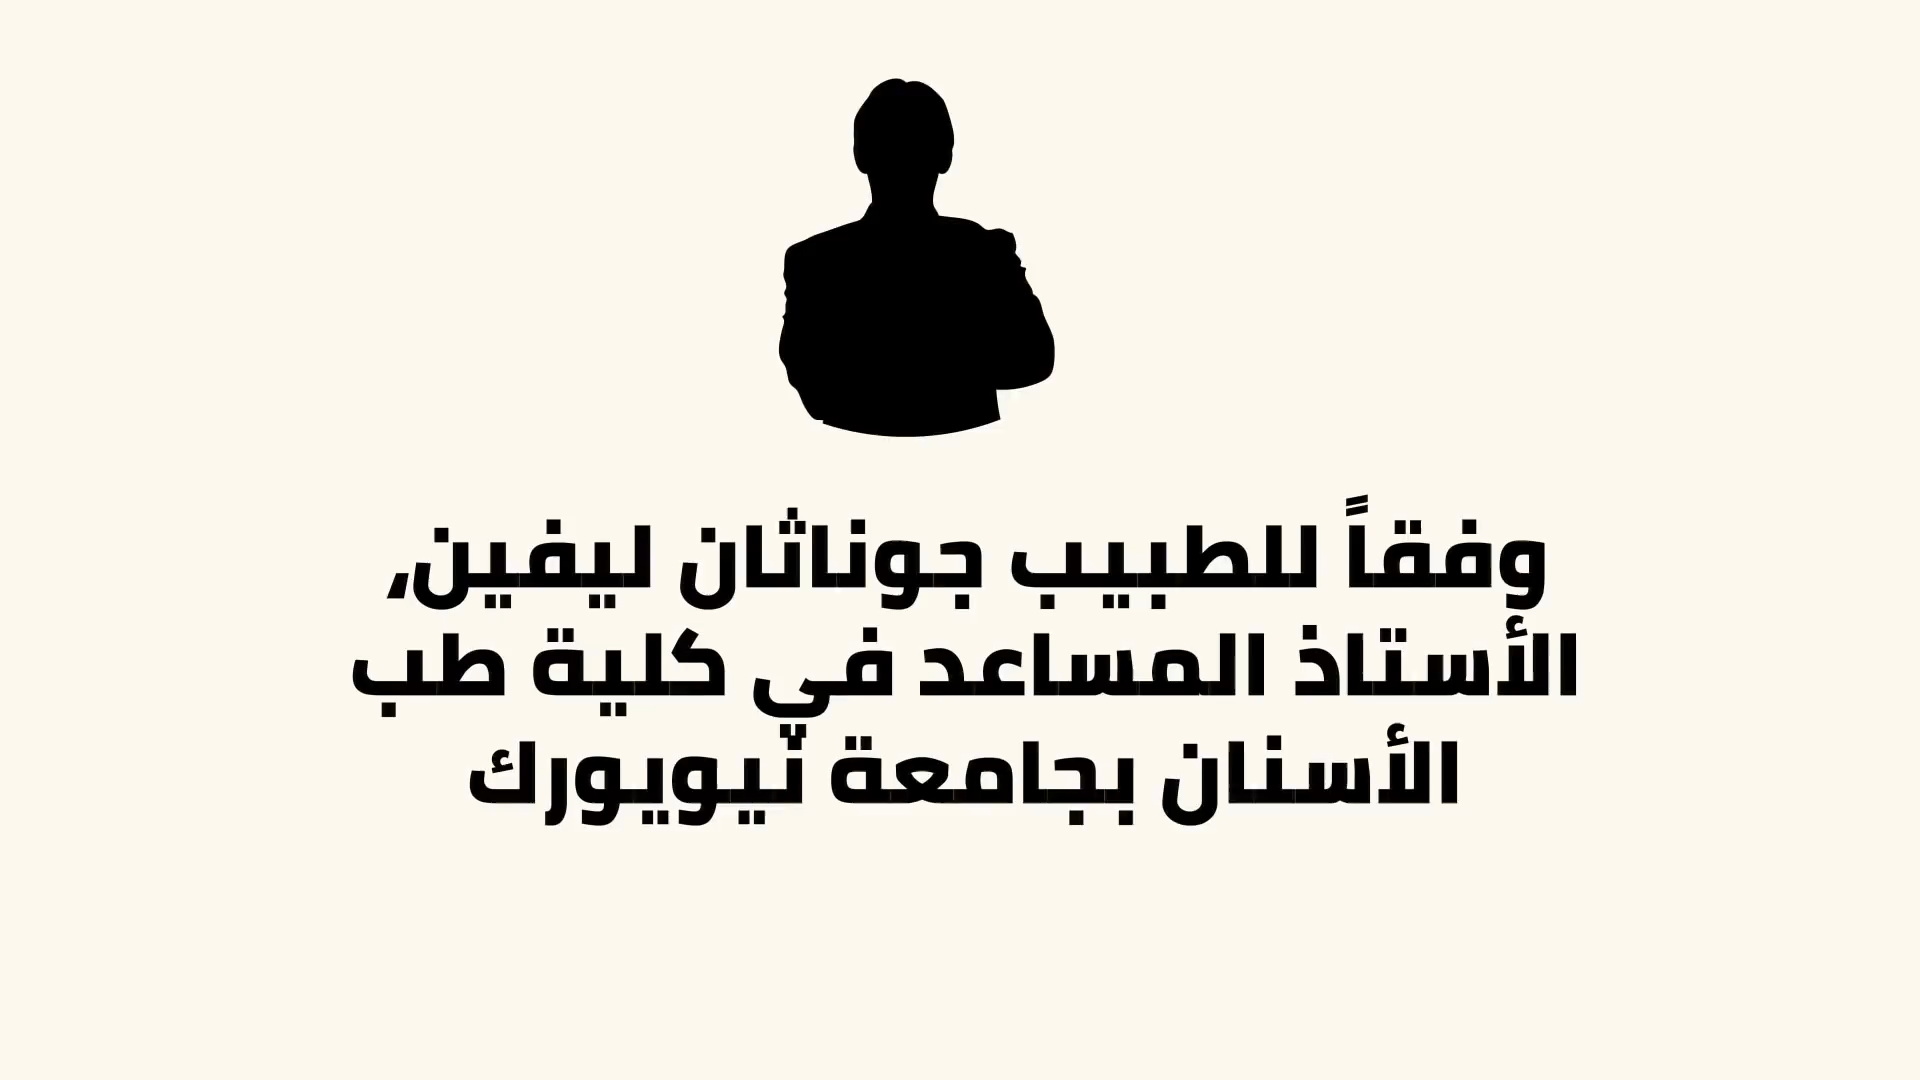 وفقاً للطبيب جوناثان ليفين,
الأستاذ المساعد في كلية طب
الأسنان بجامعة نيويورك